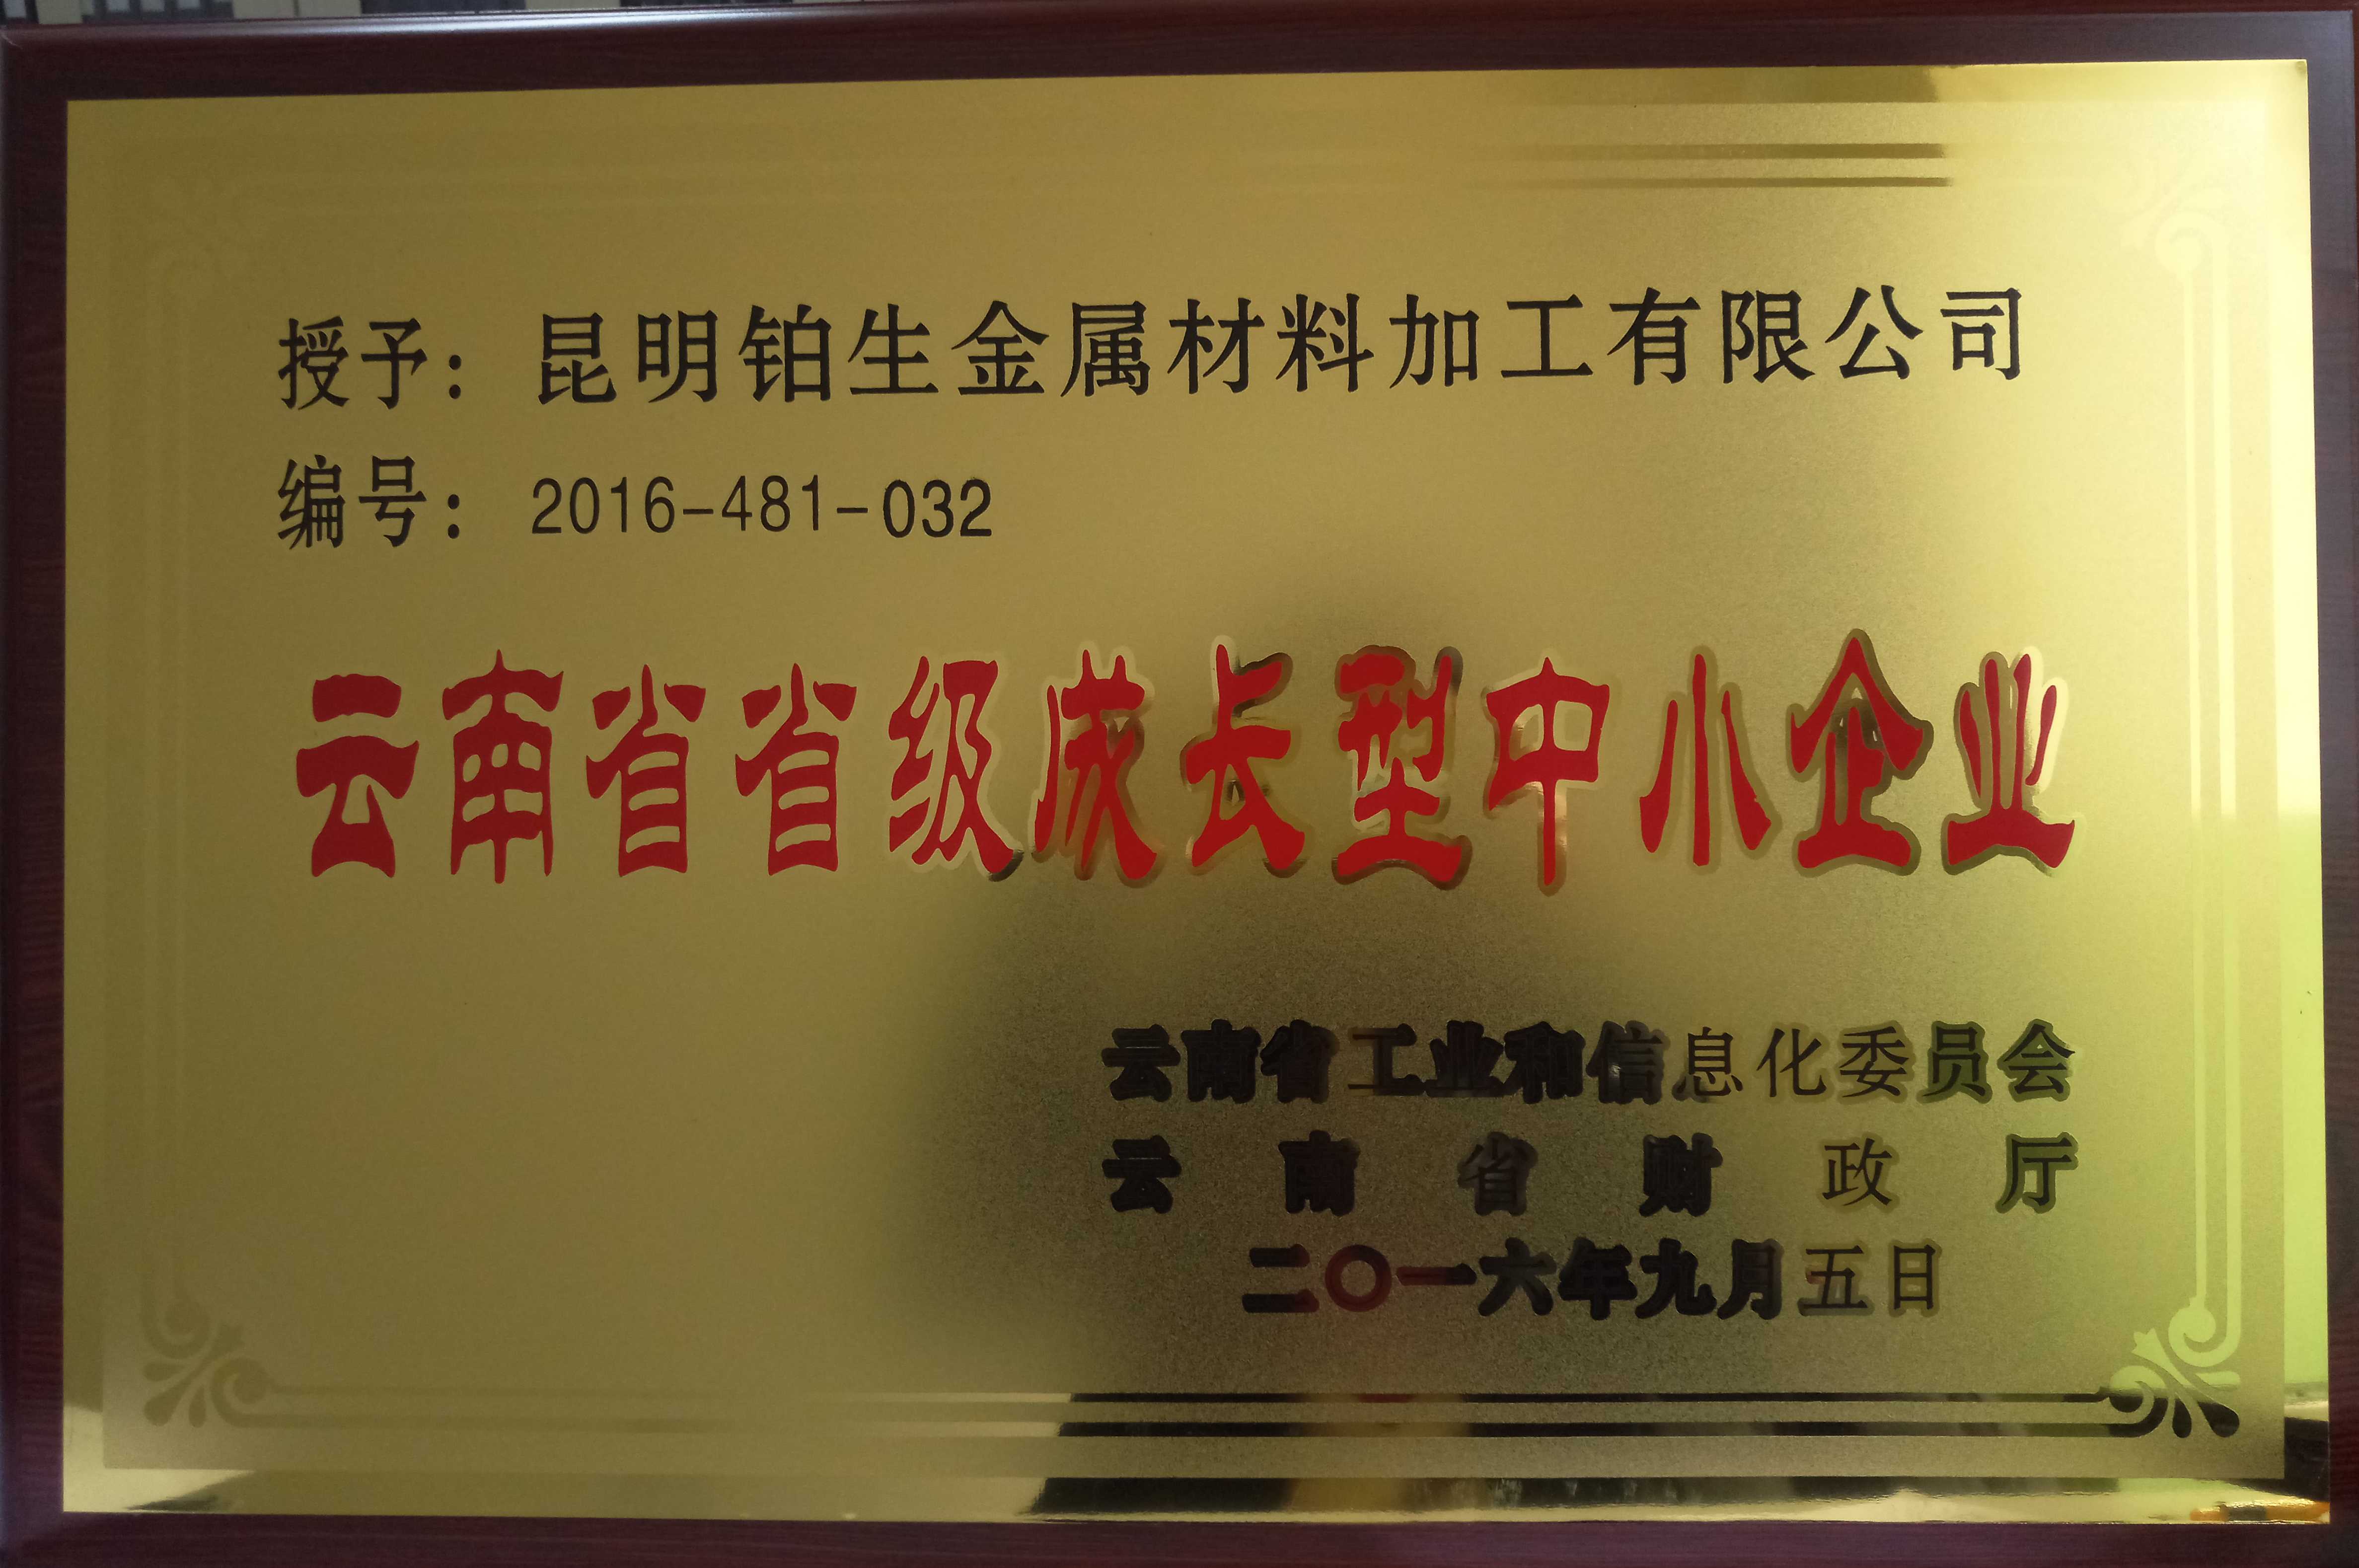 授予：昆明铂生金属材料加工有限公司
编号：2016-481-032
云南省省级成长型中小企业
云南省工业和信息化委员会
云南省财政厅
二〇一六年九月五日